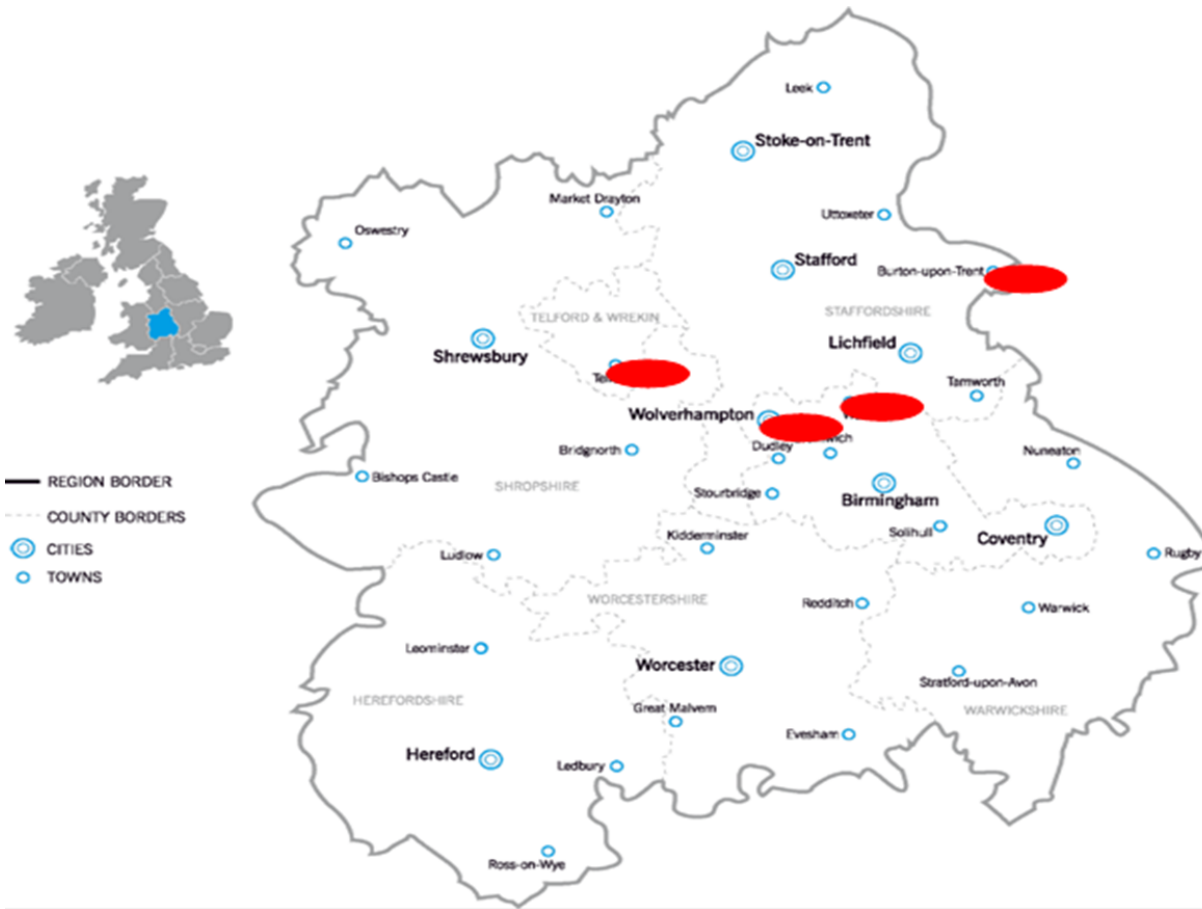 Leek
Stoke-on-Trent
Market Drayton
Uttoxeter
Oswestry
Stafford
Burton-upon-Trent
STAFFORDSHIRE
TELFORD & WREKIN
Lichfield
Shrewsbury
Tamworth
Wolverhampton
Dudley
Bridgnorth
Nuneaton
Bishops Castle
REGION BORDER
SHROPSHIRE
Stourbridge
Birmingham
COUNTY BORDERS
Solihull
Coventry
Kidderminster
CITIES
Ludlow
Rugby
TOWNS
WORCESTERSHIRE
Redditch
Warwick
Leominster
Worcester
Stratford-upon-Avon
HEREFORDSHIRE
Great Malvern
WARWICKSHIRE
Evesham
Hereford
Ledbury
Ross-on-Wye